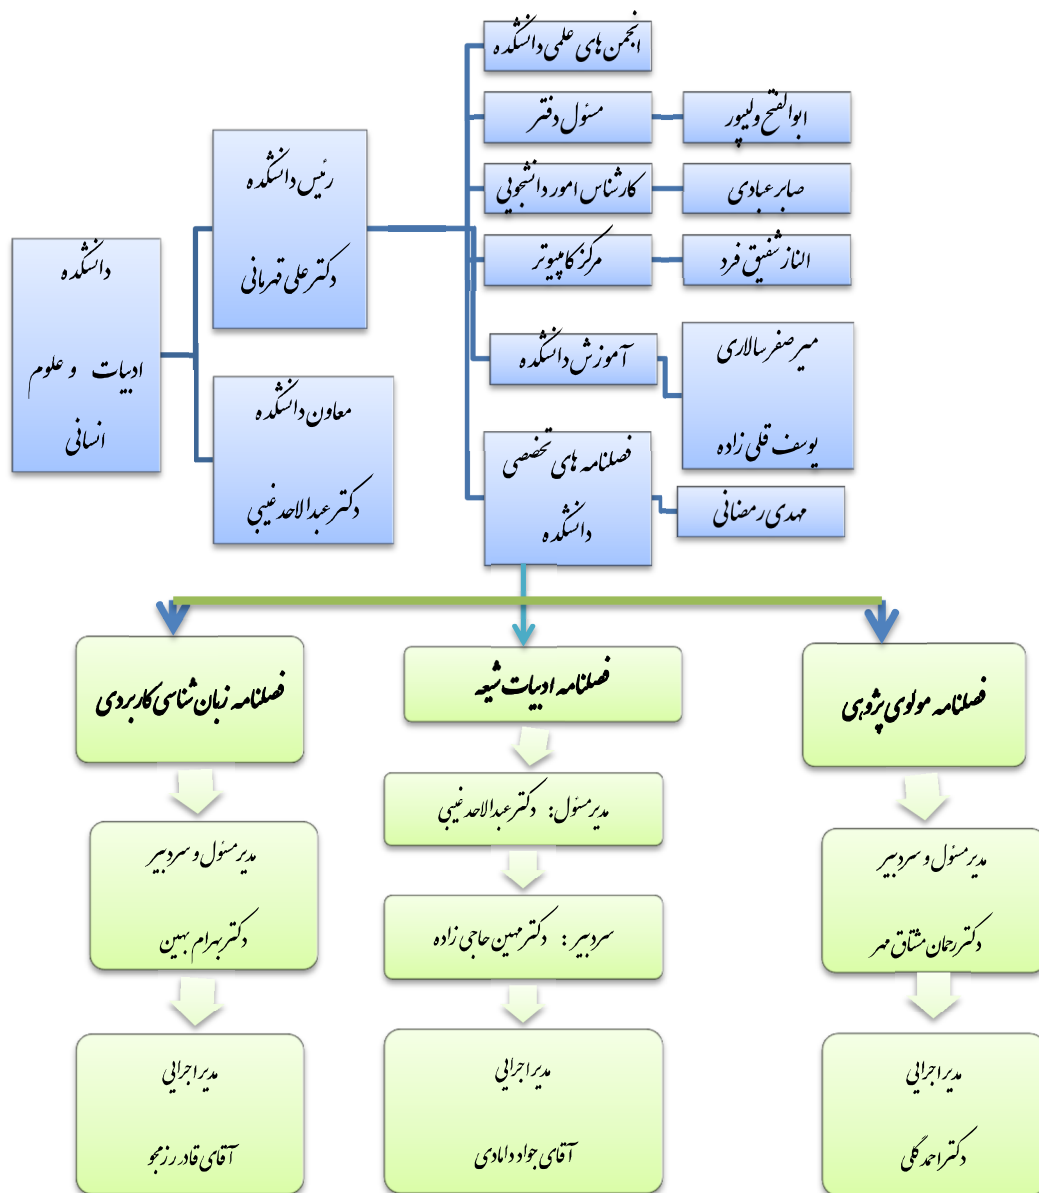 دانشکده
ادبیات و علوم
انسانی
رئیس دانشکده
دکتر علی قهرمانی
معاون دانشکده
دکتر عبدالاحد غیبی
انجمن های علمی دانشکده
مسئول دفتر
ابوالفتح ولیپور
کارشناس امور دانشجویی
صابر عبادی
مرکز کامپیوتر
الناز شفیق فرد
آموزش دانشکده
میرصفر سالاری
یوسف قلی زاده
فصلنامه های تخصصی
دانشکده
مهدی رمضانی
فصلنامه مولوی پژوهی
مدیر مسئول و سردبیر
دکتر رحمان مشتاق مهر
مدیر اجرایی
دکتر احمد گلی
فصلنامه ادبیات شیعه
مدیر مسئول: دکتر عبدالاحد غیبی
سردبیر : دکتر مهین حاجی زاده
مدیر اجرایی
آقای جواد دامادی
فصلنامه زبان شناسی کاربردی
مدیر مسئول و سردبیر
دکتر بهرام بهین
مدیر اجرایی
آقای قادر رزمجو